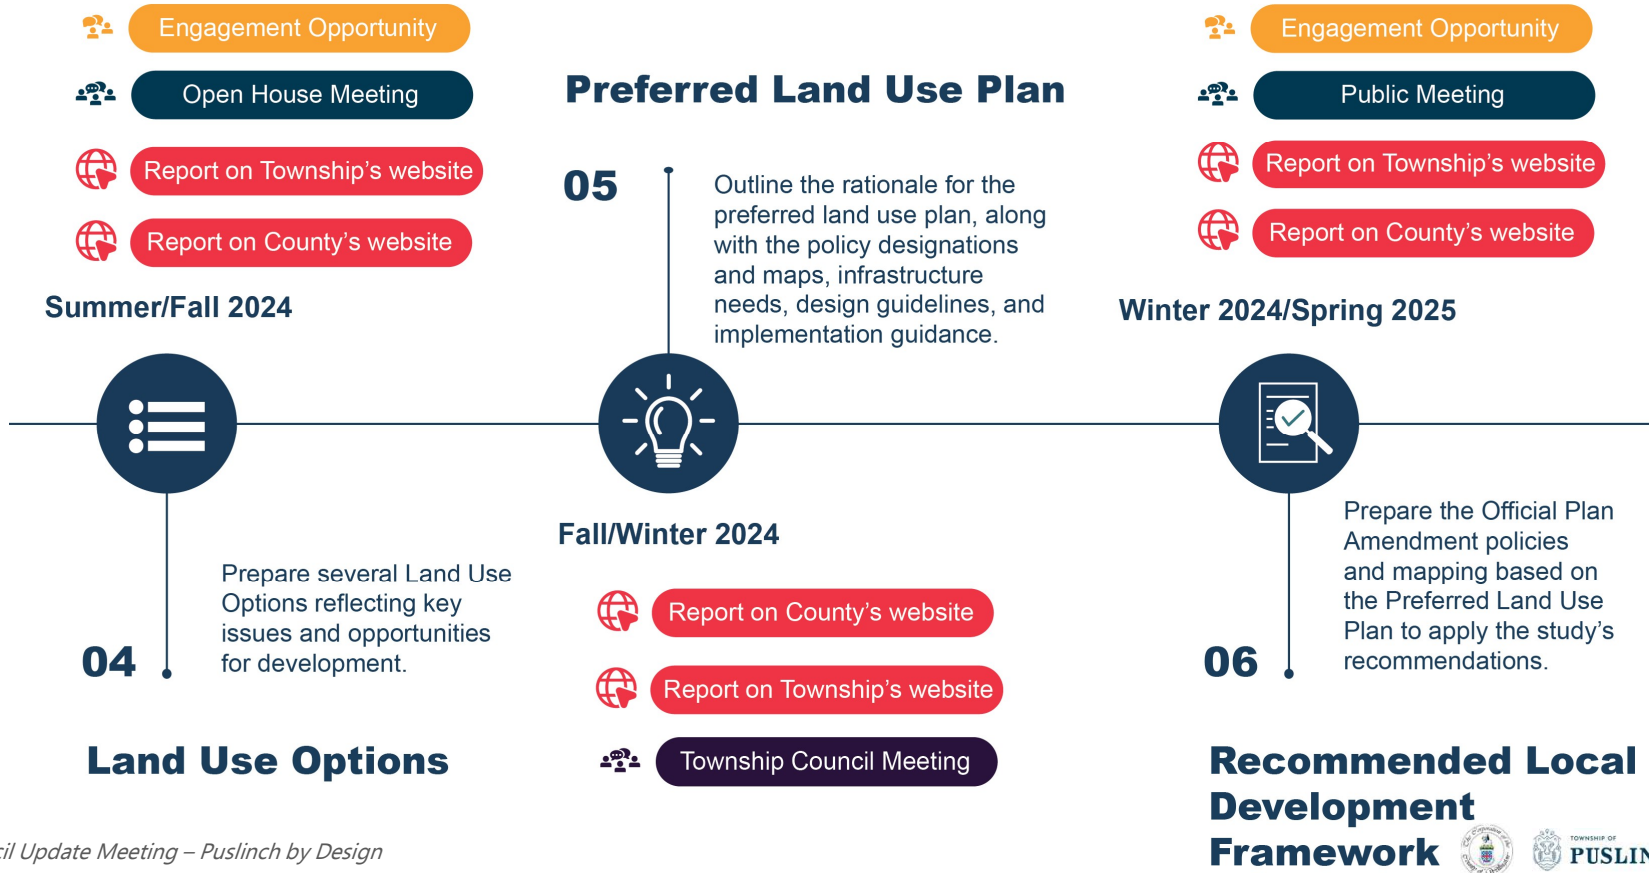 Engagement Opportunity
Open House Meeting
Report on Township's website
Report on County's website
Summer/Fall 2024
04
Prepare several Land Use
Options reflecting key
issues and opportunities
for development.
Land Use Options
Preferred Land Use Plan
05
Outline the rationale for the
preferred land use plan, along
with the policy designations
and maps, infrastructure
needs, design guidelines, and
implementation guidance.
Fall/Winter 2024
Report on County's website
Report on Township's website
Township Council Meeting
Engagement Opportunity
Public Meeting
Report on Township's website
Report on County's website
Winter 2024/Spring 2025
06
Prepare the Official Plan
Amendment policies
and mapping based on
the Preferred Land Use
Plan to apply the study's
recommendations.
Recommended Local
Development
Framework
cil Update Meeting – Puslinch by Design
TOWNSHIP OF
PUSLIN